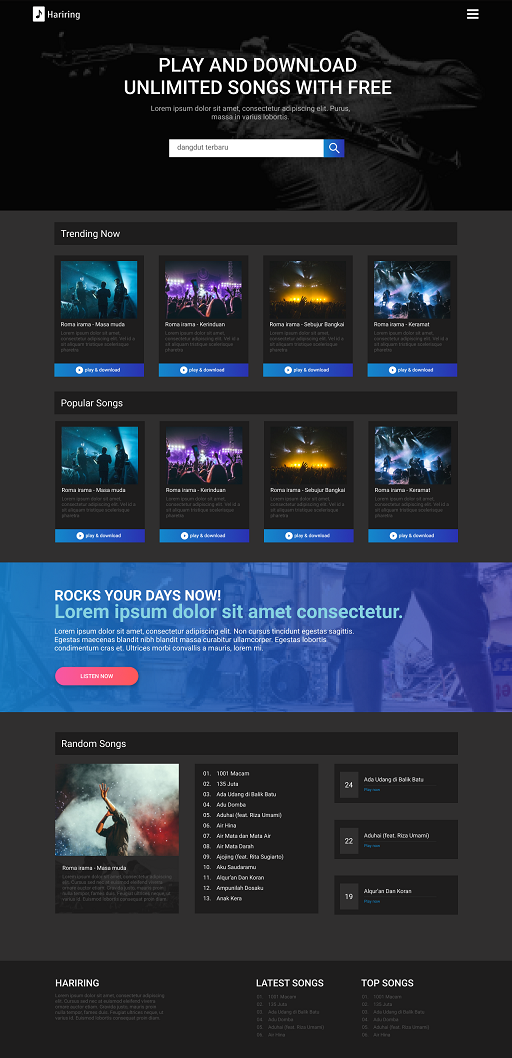 Hariring
PLAY AND DOWNLOAD
UNLIMITED SONGS WITH FREE
Lorem ipsum dolor sit amet, consectetur adipiscing elit. Purus,
massa in varius lobortis.
dangdut terbaru
Trending Now
Roma irama - Masa muda
Lorem ipsum dolor sit amet,
consectetur adipiscing elit. Vel id a
sit aliquam tristique scelerisque
pharetra
play & download
Roma irama - Kerinduan
Lorem ipsum dolor sit amet,
consectetur adipiscing elit. Vel id a
sit aliquam tristique scelerisque
pharetra
play & download
Roma irama - Sebujur Bangkai
Lorem ipsum dolor sit amet,
consectetur adipiscing elit. Vel id a
sit aliquam tristique scelerisque
pharetra
play & download
Roma irama - Keramat
Lorem ipsum dolor sit amet,
consectetur adipiscing elit. Vel id a
sit aliquam tristique scelerisque
pharetra
play & download
Popular Songs
Roma irama - Masa muda
Lorem ipsum dolor sit amet,
consectetur adipiscing elit. Vel id a
sit aliquam tristique scelerisque
pharetra
play & download
Roma irama - Kerinduan
Lorem ipsum dolor sit amet,
consectetur adipiscing elit. Vel id a
sit aliquam tristique scelerisque
pharetra
play & download
Roma irama - Sebujur Bangkai
Lorem ipsum dolor sit amet,
consectetur adipiscing elit. Vel id a
sit aliquam tristique scelerisque
pharetra
play & download
Roma irama - Keramat
Lorem ipsum dolor sit amet,
consectetur adipiscing elit. Vel id a
sit aliquam tristique scelerisque
pharetra
play & download
ROCKS YOUR DAYS NOW!
Lorem ipsum dolor sit amet consectetur.
Lorem ipsum dolor sit amet, consectetur adipiscing elit. Non cursus tincidunt egestas sagittis.
Egestas maecenas blandit nibh blandit massa curabitur ullamcorper. Egestas lobortis
condimentum cras et. Ultrices morbi convallis a mauris, lorem mi.
LISTEN NOW
Random Songs
Roma irama - Masa muda
01. 1001 Macam
02. 135 Juta
03. Ada Udang di Balik Batu
04. Adu Domba
05. Aduhai (feat. Riza Umami)
06. Air Hina
07. Air Mata dan Mata Air
08. Air Mata Darah
09. Ajojing (feat. Rita Sugiarto)
10. Aku Saudaramu
11. Alqur'an Dan Koran
12. Ampunilah Dosaku
13. Anak Kera
24
Ada Udang di Balik Batu
Play now
22
Aduhai (feat. Riza Umami)
Play now
19
Alqur'an Dan Koran
Play now
HARIRING
LATEST SONGS
01. 1001 Macam
02. 135 Juta
03. Ada Udang di Balik Batu
04. Adu Domba
05. Aduhai (feat. Riza Umami)
06. Air Hina
TOP SONGS
01. 1001 Macam
02. 135 Juta
03. Ada Udang di Balik Batu
04. Adu Domba
05. Aduhai (feat. Riza Umami)
06. Air Hina